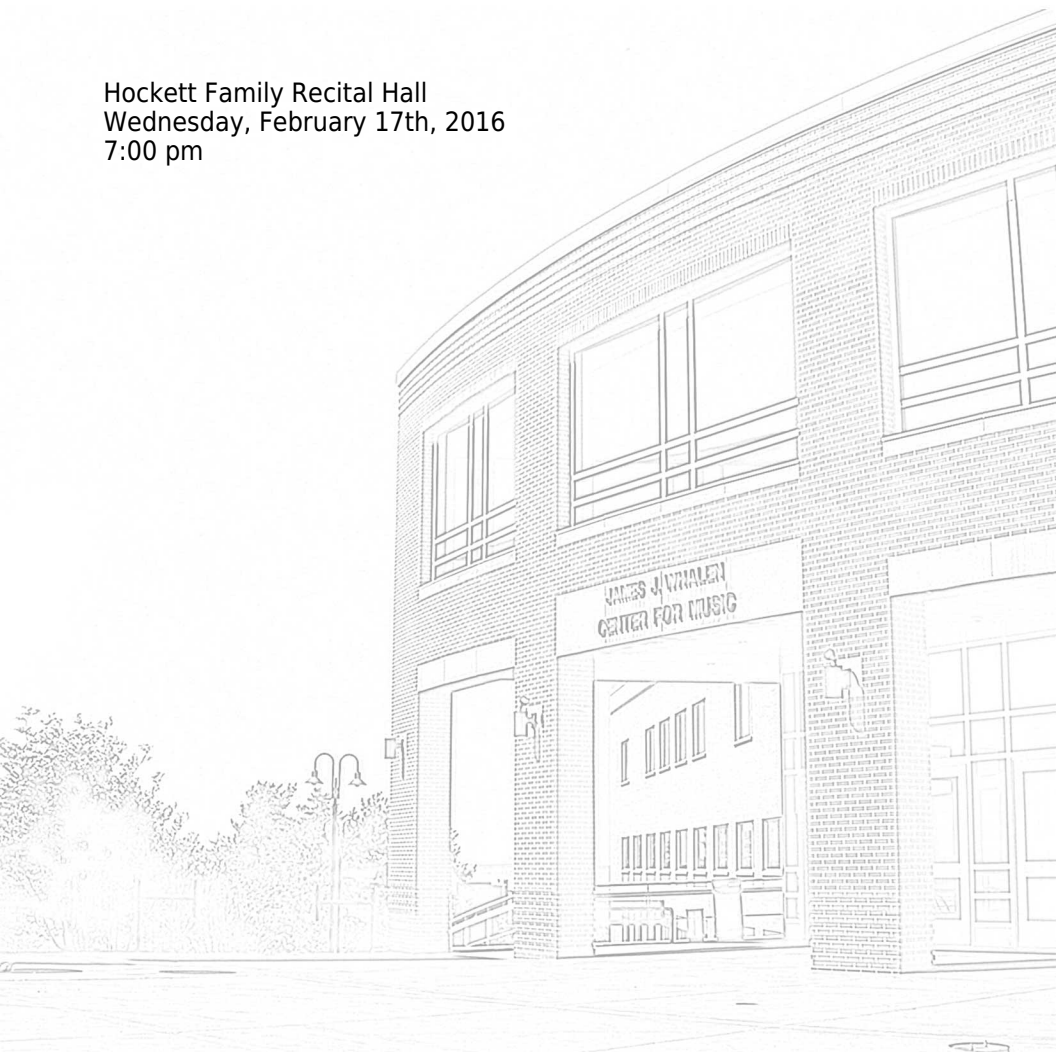 Hockett Family Recital Hall
Wednesday, February 17th, 2016
7:00 pm
JAMES J. WHALEN
CENTER FOR MUSIC